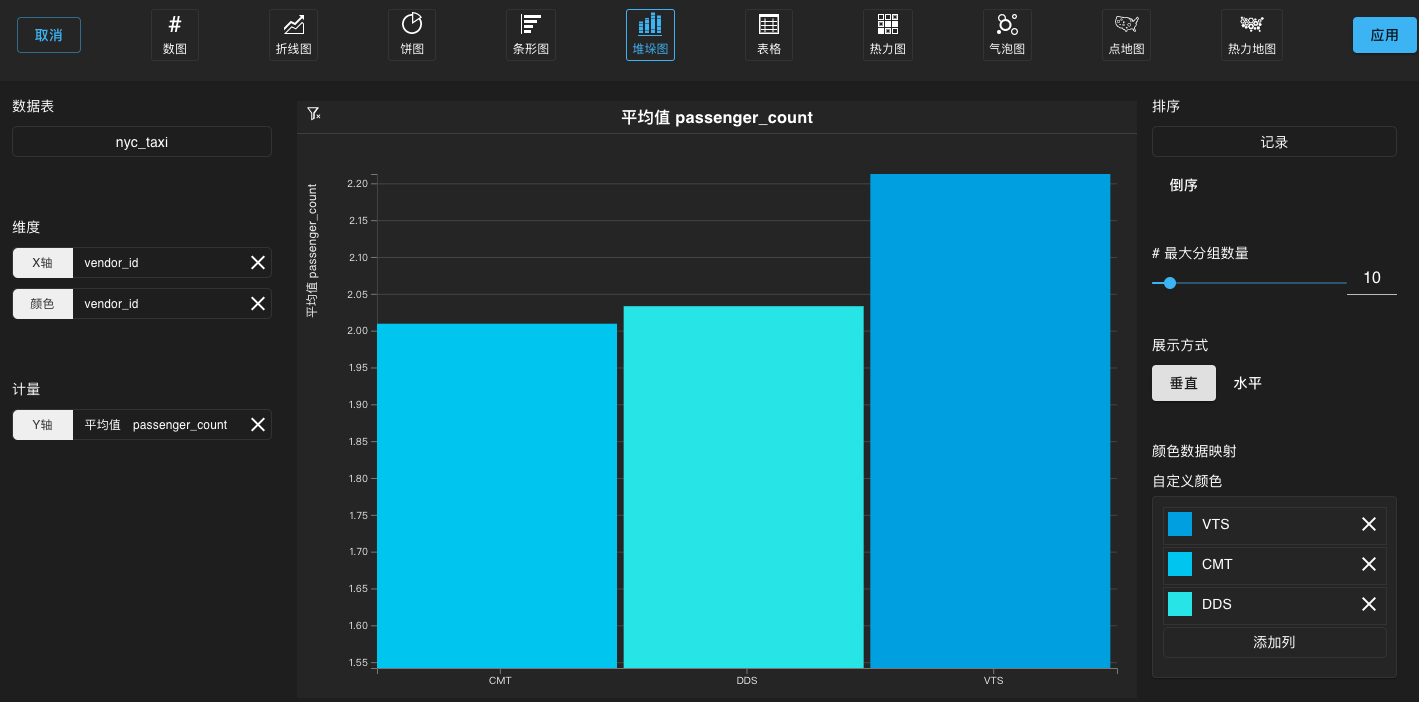 取消
数图
折线图
饼图
条形图
堆垛图
表格
热力图
气泡图
点地图
热力地图
应用
数据表
nyc_taxi
维度
X轴 vendor_id
颜色 vendor_id
计量
Y轴 平均值 passenger_count
平均值 passenger_count
平均值 passenger_count
2.20
2.15
2.10
2.05
2.00
1.95
1.90
1.85
1.80
1.75
1.70
1.65
1.60
1.55
CMT DDS VTS
排序
记录
倒序
# 最大分组数量
10
展示方式
垂直 水平
颜色数据映射
自定义颜色
VTS
CMT
DDS
添加列